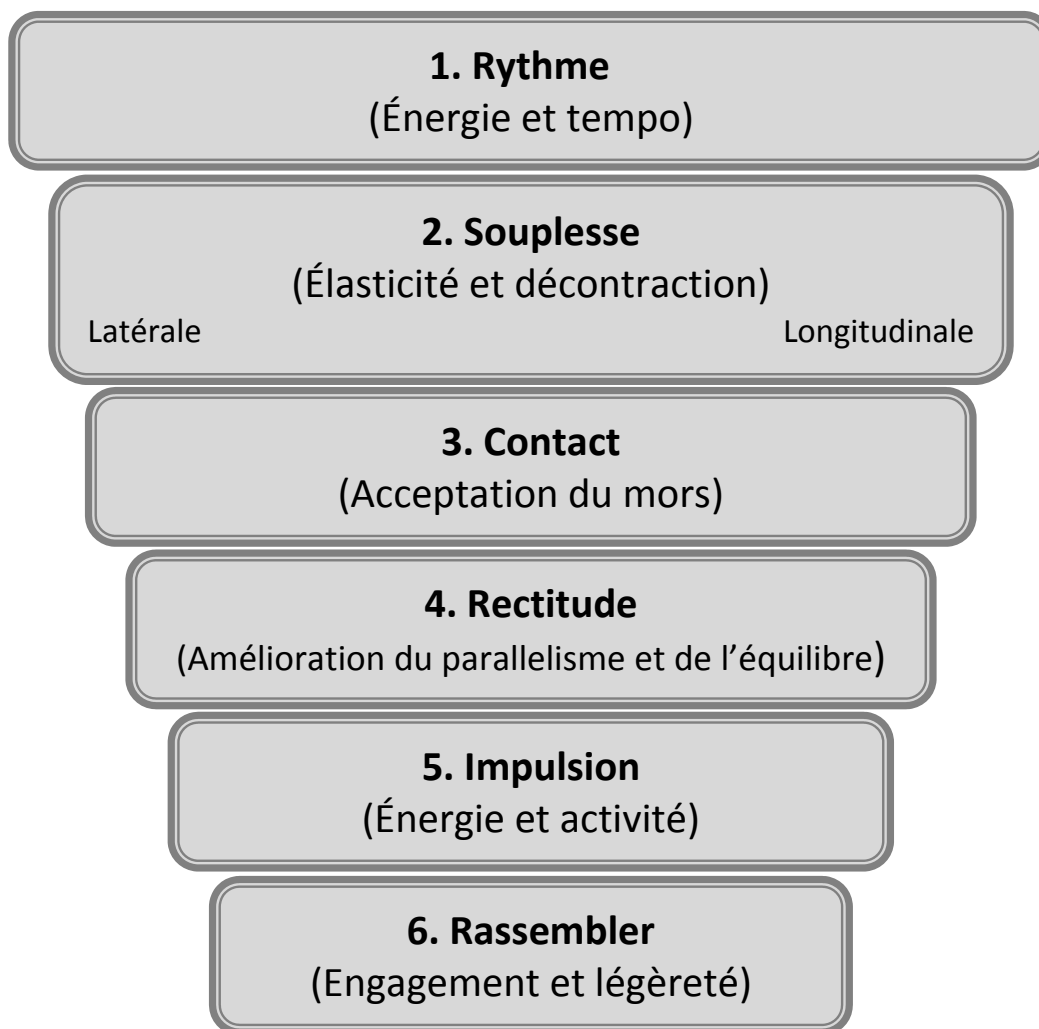 1. Rythme
(Énergie et tempo)
2. Souplesse
(Élasticité et décontraction)
Latérale Longitudinale
3. Contact
(Acceptation du mors)
4. Rectitude
(Amélioration du parallelisme et de l’équilibre)
5. Impulsion
(Énergie et activité)
6. Rassembler
(Engagement et légèreté)